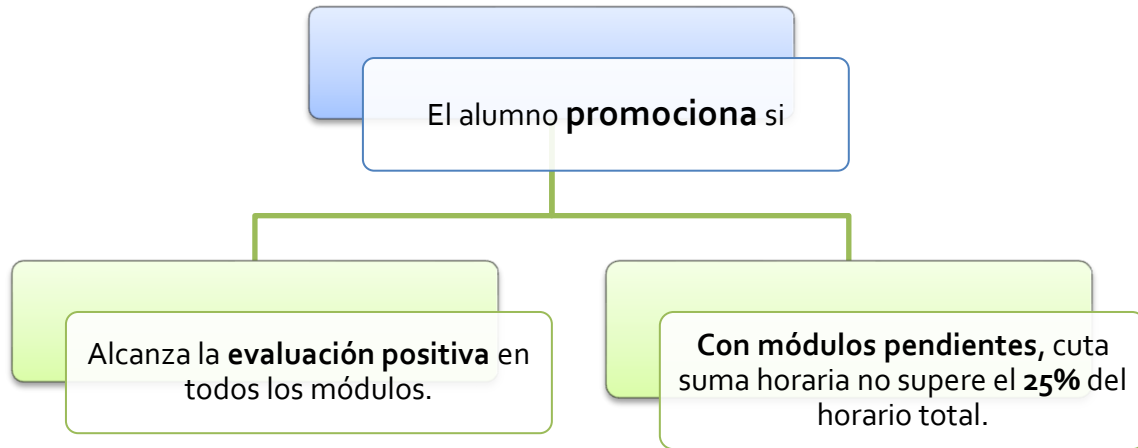 El alumno promociona si
Alcanza la evaluación positiva en
todos los módulos.
Con módulos pendientes, cuta
suma horaria no supere el 25% del
horario total.